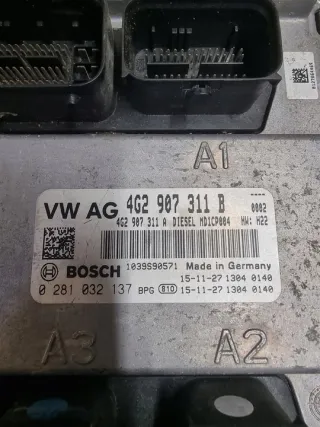 A1
VW AG 4G2 907 311 B 0002
4G2 907 311 A DIESEL MD1CP004 HW: H22
BOSCH 1039S90571 Made in Germany
15-11-27 1304 0140
0 281 032 137 BPG 810 15-11-27 1304 0140
A3 A2